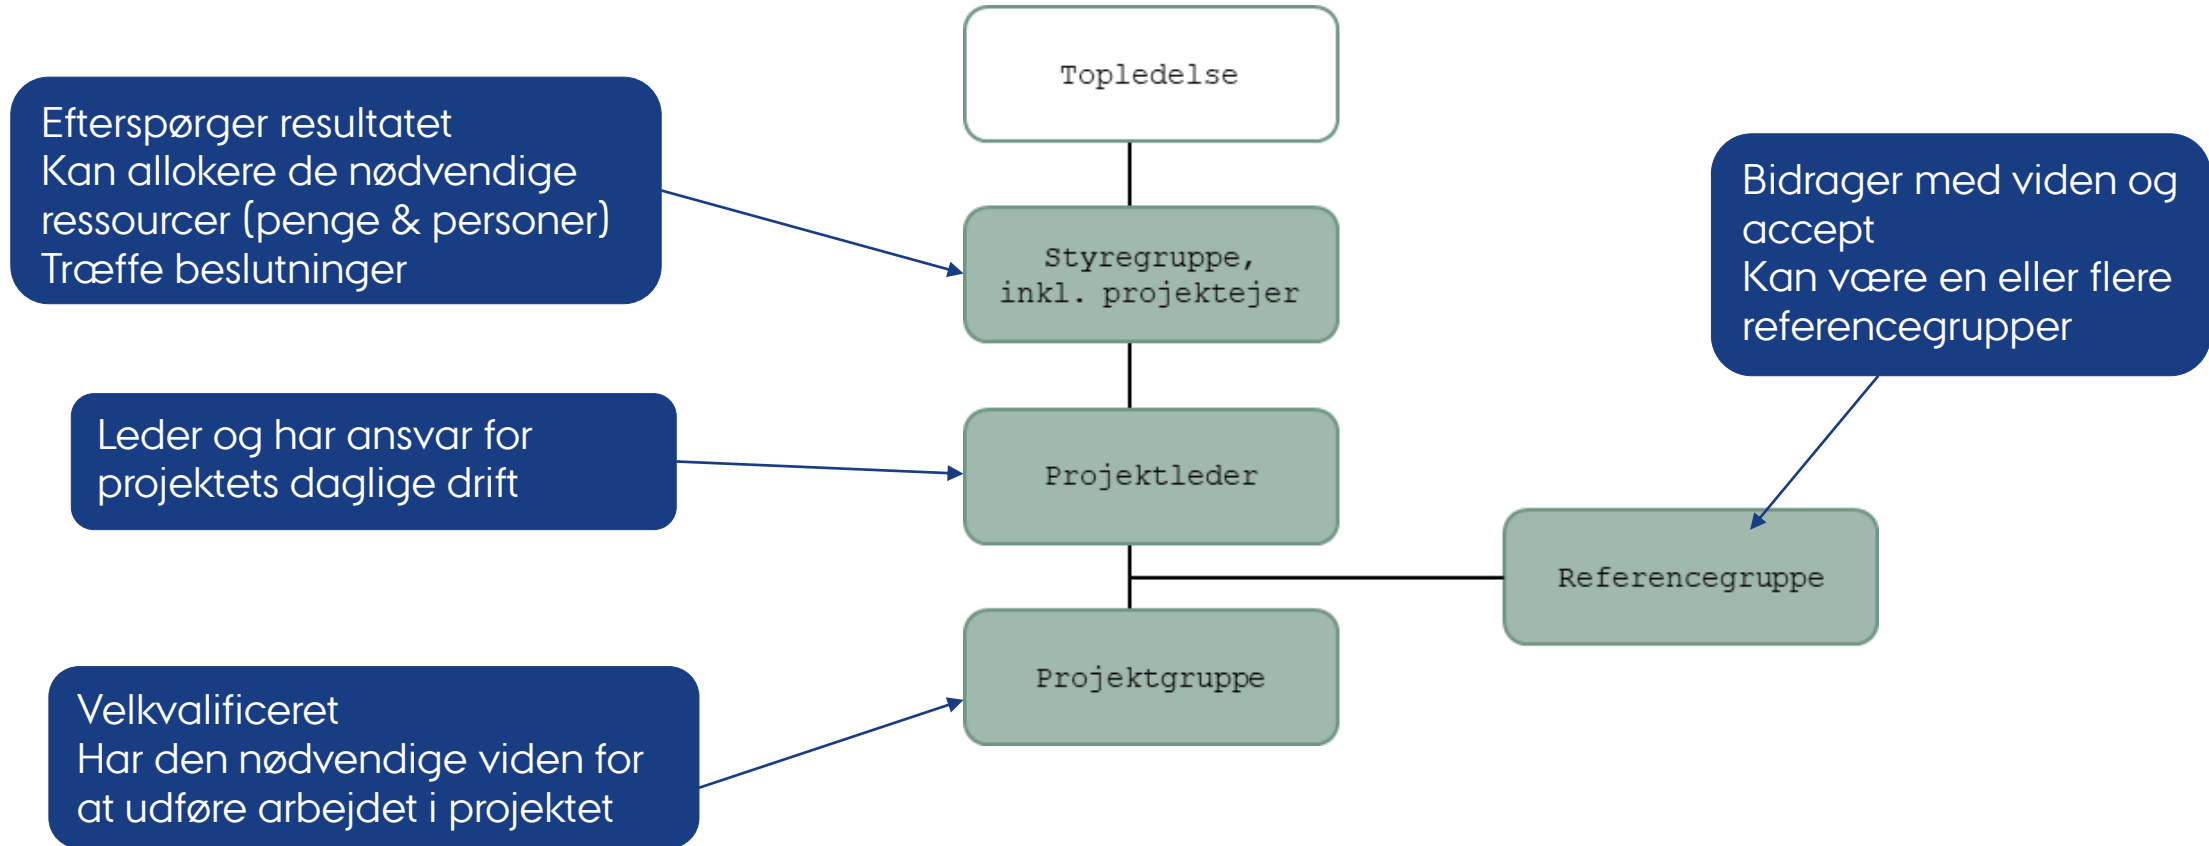 Topledelse
Efterspørger resultatet
Kan allokere de nødvendige
ressourcer (penge & personer)
Træffe beslutninger
Styregruppe,
inkl. projektejer
Bidrager med viden og
accept
Kan være en eller flere
referencegrupper
Leder og har ansvar for
projektets daglige drift
Projektleder
Referencegruppe
Velkvalificeret
Har den nødvendige viden for
at udføre arbejdet i projektet
Projektgruppe